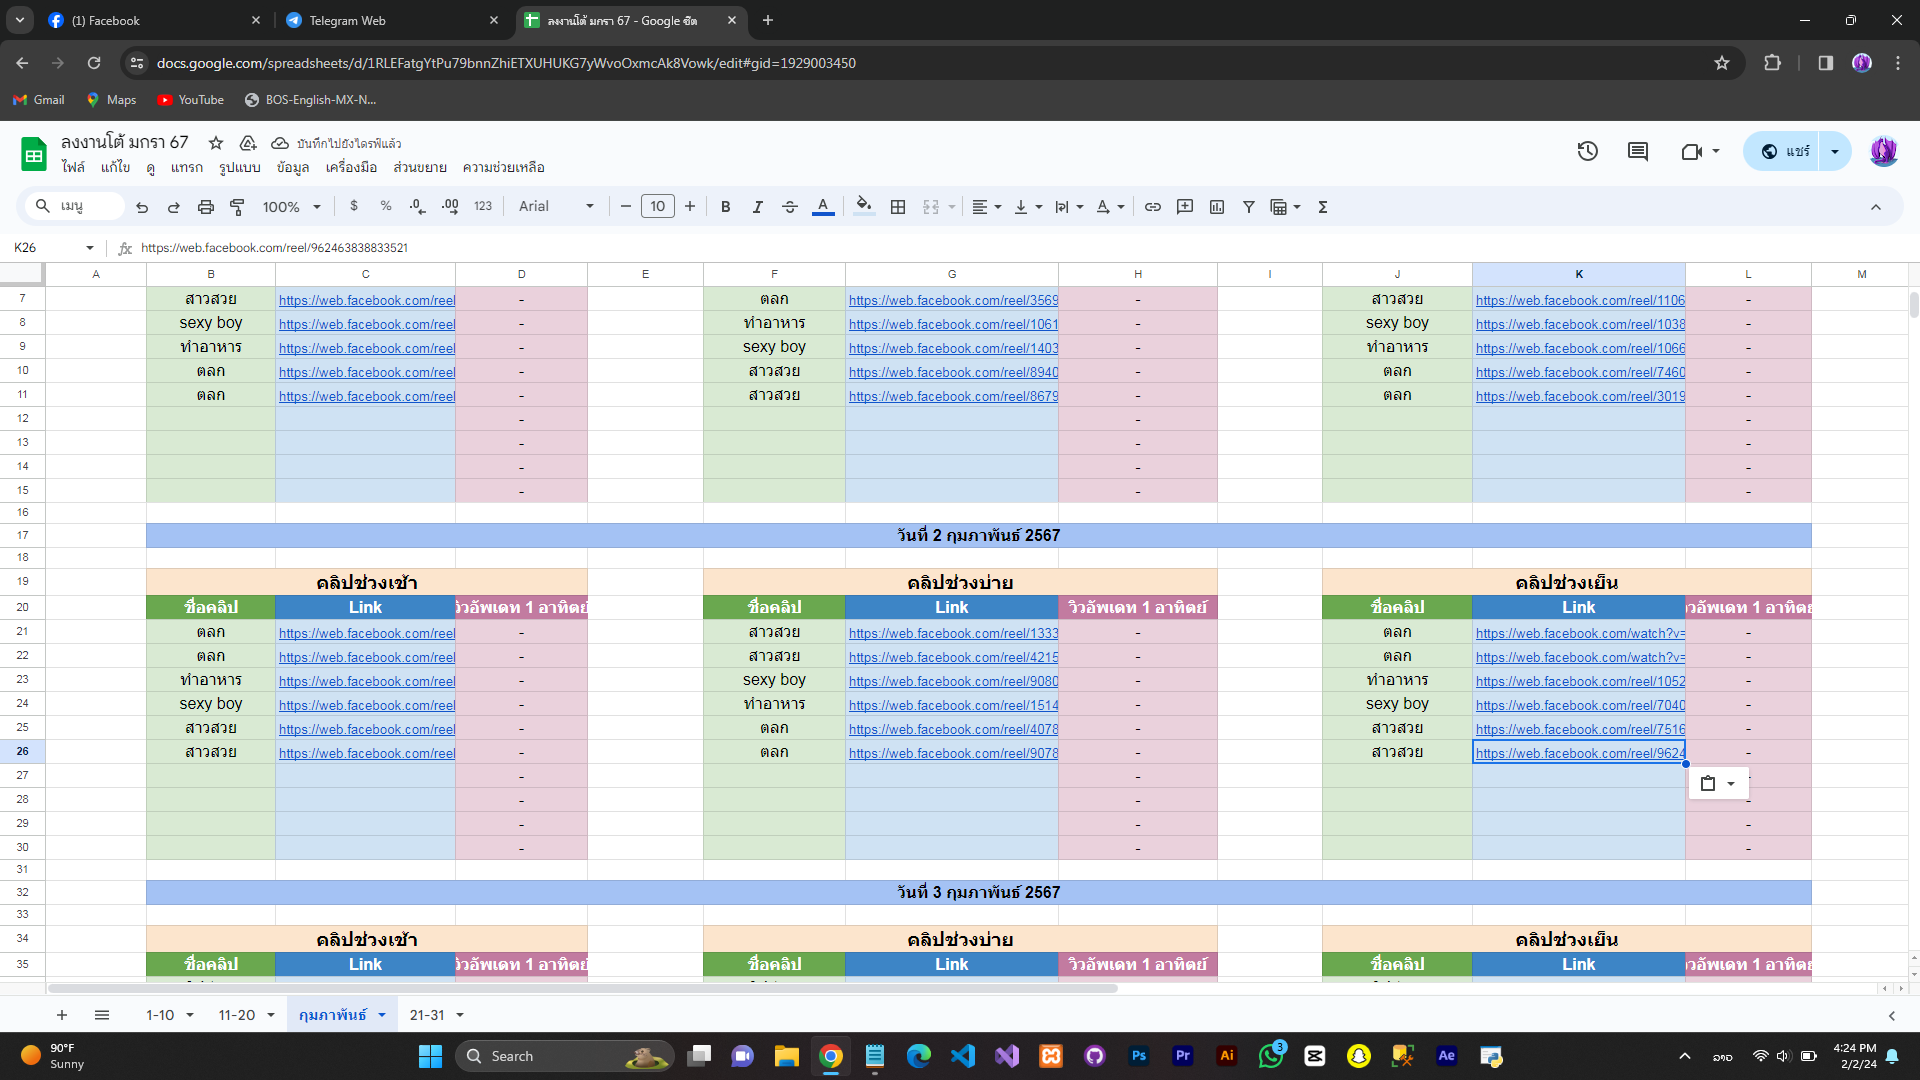 (1) Facebook
Telegram Web
ลงงานโต้ มกรา 67 - Google ชีต
docs.google.com/spreadsheets/d/1RLEFatgYtPu79bnnZhiETXUHUKG7yWvoOxmcAk8Vowk/edit#gid=1929003450
Gmail Maps YouTube BOS-English-MX-N...
ลงงานโต้ มกรา 67 บันทึกไปยังไดรฟ์แล้ว
แชร์
ไฟล์ แก้ไข ดู แทรก รูปแบบ ข้อมูล เครื่องมือ ส่วนขยาย ความช่วยเหลือ
เมนู 100% $ % .0 .00 123 Arial 10 B I A Σ
K26 fx https://web.facebook.com/reel/962463838833521
A B C D E F G H I J K L M
7 สาวสวย https://web.facebook.com/reel - ตลก https://web.facebook.com/reel/3569 - สาวสวย https://web.facebook.com/reel/1106 -
8 sexy boy https://web.facebook.com/reel - ทำอาหาร https://web.facebook.com/reel/1061 - sexy boy https://web.facebook.com/reel/1038 -
9 ทำอาหาร https://web.facebook.com/reel - sexy boy https://web.facebook.com/reel/1403 - ทำอาหาร https://web.facebook.com/reel/1066 -
10 ตลก https://web.facebook.com/reel - สาวสวย https://web.facebook.com/reel/8940 - ตลก https://web.facebook.com/reel/7460 -
11 ตลก https://web.facebook.com/reel - สาวสวย https://web.facebook.com/reel/8679 - ตลก https://web.facebook.com/reel/3019 -
12 - - -
13 - - -
14 - - -
15 - - -
16
17 วันที่ 2 กุมภาพันธ์ 2567
18
19 คลิปช่วงเช้า คลิปช่วงบ่าย คลิปช่วงเย็น
20 ชื่อคลิป Link วิวอัพเดท 1 อาทิตย์ ชื่อคลิป Link วิวอัพเดท 1 อาทิตย์ ชื่อคลิป Link วิวอัพเดท 1 อาทิตย์
21 ตลก https://web.facebook.com/reel - สาวสวย https://web.facebook.com/reel/1333 - ตลก https://web.facebook.com/watch?v= -
22 ตลก https://web.facebook.com/reel - สาวสวย https://web.facebook.com/reel/4215 - ตลก https://web.facebook.com/watch?v= -
23 ทำอาหาร https://web.facebook.com/reel - sexy boy https://web.facebook.com/reel/9080 - ทำอาหาร https://web.facebook.com/reel/1052 -
24 sexy boy https://web.facebook.com/reel - ทำอาหาร https://web.facebook.com/reel/1514 - sexy boy https://web.facebook.com/reel/7040 -
25 สาวสวย https://web.facebook.com/reel - ตลก https://web.facebook.com/reel/4078 - สาวสวย https://web.facebook.com/reel/7516 -
26 สาวสวย https://web.facebook.com/reel - ตลก https://web.facebook.com/reel/9078 - สาวสวย https://web.facebook.com/reel/9624 -
27 - - -
28 - - -
29 - - -
30 - - -
31
32 วันที่ 3 กุมภาพันธ์ 2567
33
34 คลิปช่วงเช้า คลิปช่วงบ่าย คลิปช่วงเย็น
35 ชื่อคลิป Link วิวอัพเดท 1 อาทิตย์ ชื่อคลิป Link วิวอัพเดท 1 อาทิตย์ ชื่อคลิป Link วิวอัพเดท 1 อาทิตย์
1-10 11-20 กุมภาพันธ์ 21-31
90°F
Sunny
Search
3
Ps Pr Ai Ae
ລາວ
4:24 PM
2/2/24